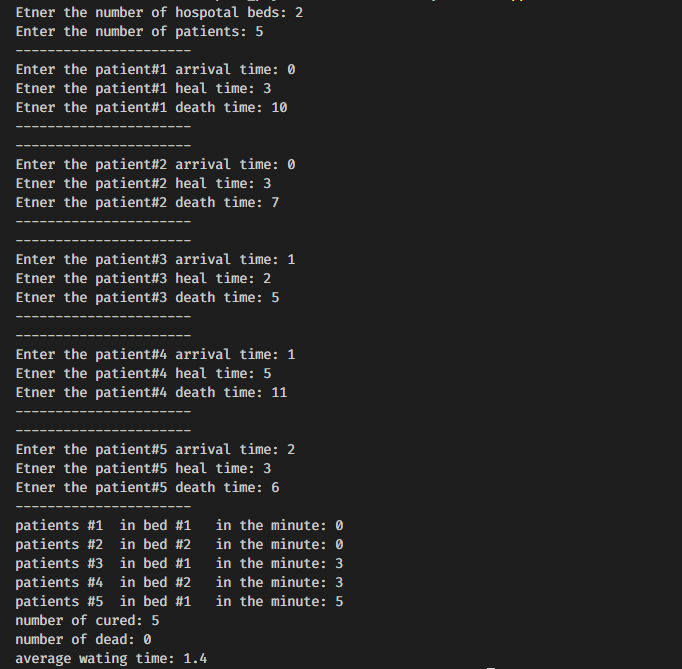 Etner the number of hospotal beds: 2
Enter the number of patients: 5
----------------------
Enter the patient#1 arrival time: 0
Etner the patient#1 heal time: 3
Etner the patient#1 death time: 10
----------------------
----------------------
Enter the patient#2 arrival time: 0
Etner the patient#2 heal time: 3
Etner the patient#2 death time: 7
----------------------
----------------------
Enter the patient#3 arrival time: 1
Etner the patient#3 heal time: 2
Etner the patient#3 death time: 5
----------------------
----------------------
Enter the patient#4 arrival time: 1
Etner the patient#4 heal time: 5
Etner the patient#4 death time: 11
----------------------
----------------------
Enter the patient#5 arrival time: 2
Etner the patient#5 heal time: 3
Etner the patient#5 death time: 6
----------------------
patients #1  in bed #1   in the minute: 0
patients #2  in bed #2   in the minute: 0
patients #3  in bed #1   in the minute: 3
patients #4  in bed #2   in the minute: 3
patients #5  in bed #1   in the minute: 5
number of cured: 5
number of dead: 0
average wating time: 1.4